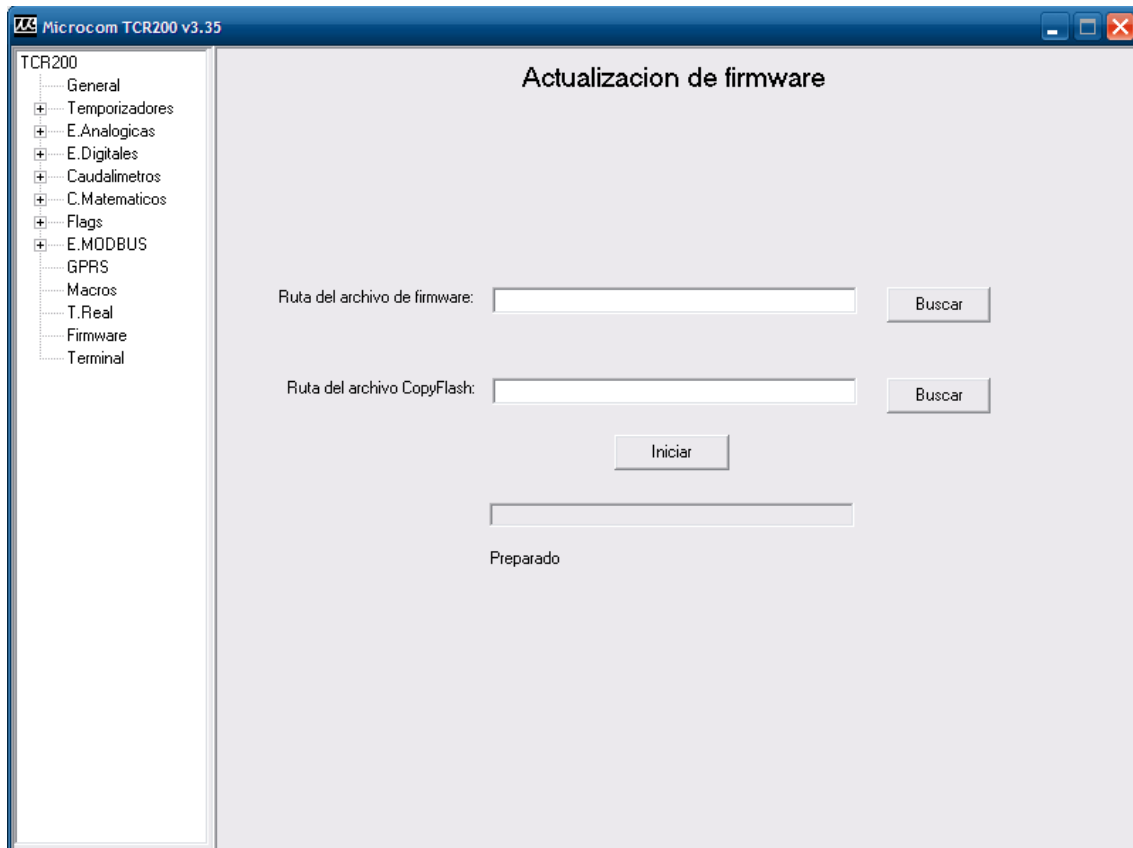 Microcom TCR200 v3.35
TCR200
General
Temporizadores
E.Analogicas
E.Digitales
Caudalimetros
C.Matematicos
Flags
E.MODBUS
GPRS
Macros
T.Real
Firmware
Terminal
Actualizacion de firmware
Ruta del archivo de firmware:
Buscar
Ruta del archivo CopyFlash:
Buscar
Iniciar
Preparado